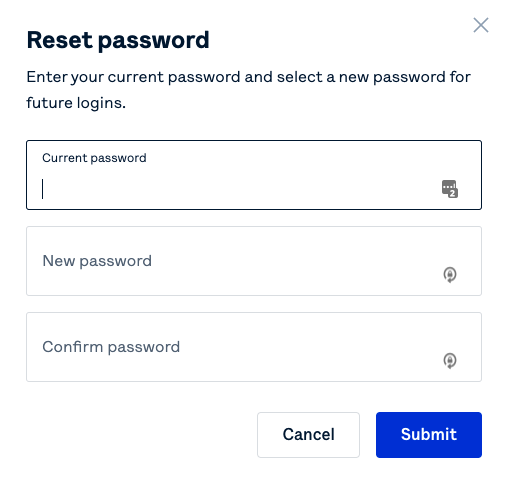 Reset password
Enter your current password and select a new password for
future logins.
Current password
2
New password
Confirm password
Cancel
Submit